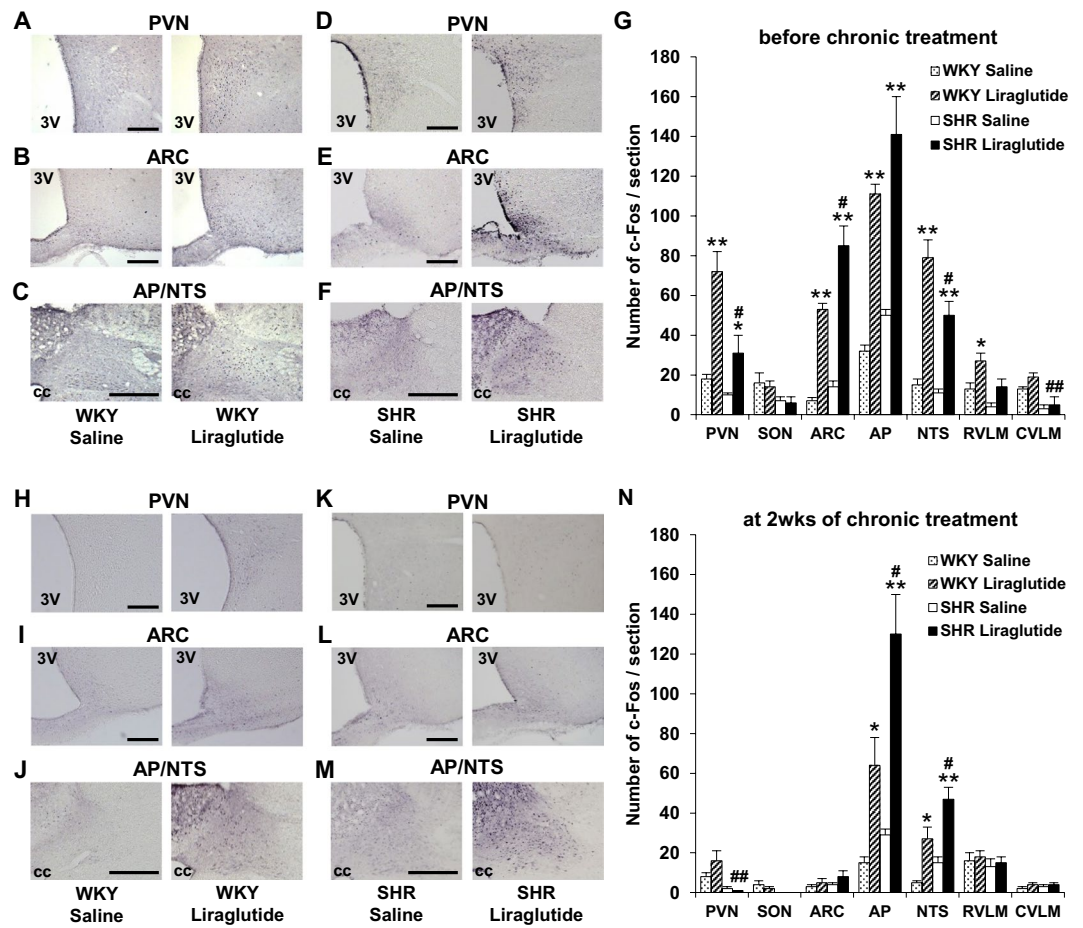 A
PVN
3V
B
ARC
3V
3V
C
AP/NTS
cc
cc
WKY
Saline
WKY
Liraglutide
D
PVN
3V
3V
E
ARC
3V
3V
F
AP/NTS
cc
cc
SHR
Saline
SHR
Liraglutide
G
before chronic treatment
Number of c-Fos / section
180
160
140
120
100
80
60
40
20
0
WKY Saline
WKY Liraglutide
SHR Saline
SHR Liraglutide
**
#
*
**
#
**
**
**
**
#
**
*
##
PVN SON ARC AP NTS RVLM CVLM
H
PVN
3V
3V
I
ARC
3V
3V
J
AP/NTS
cc
WKY
Saline
WKY
Liraglutide
K
PVN
3V
3V
L
ARC
3V
3V
M
AP/NTS
cc
cc
SHR
Saline
SHR
Liraglutide
N
at 2wks of chronic treatment
Number of c-Fos / section
180
160
140
120
100
80
60
40
20
0
WKY Saline
WKY Liraglutide
SHR Saline
SHR Liraglutide
##
*
#
**
*
#
**
PVN SON ARC AP NTS RVLM CVLM